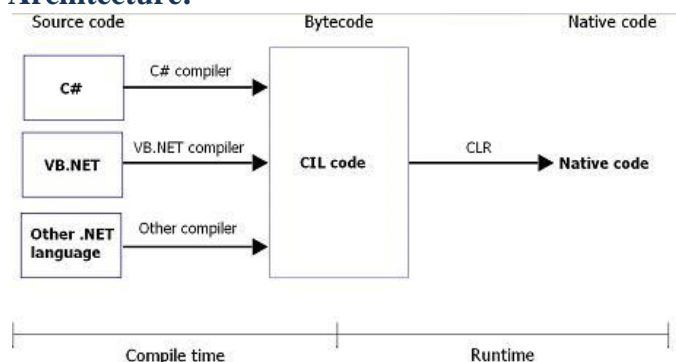 Architecture:
Source code Bytecode Native code
C# compiler
C#
VB.NET compiler
VB.NET
CIL code
CLR
Native code
Other compiler
Other .NET
language
Compile time Runtime